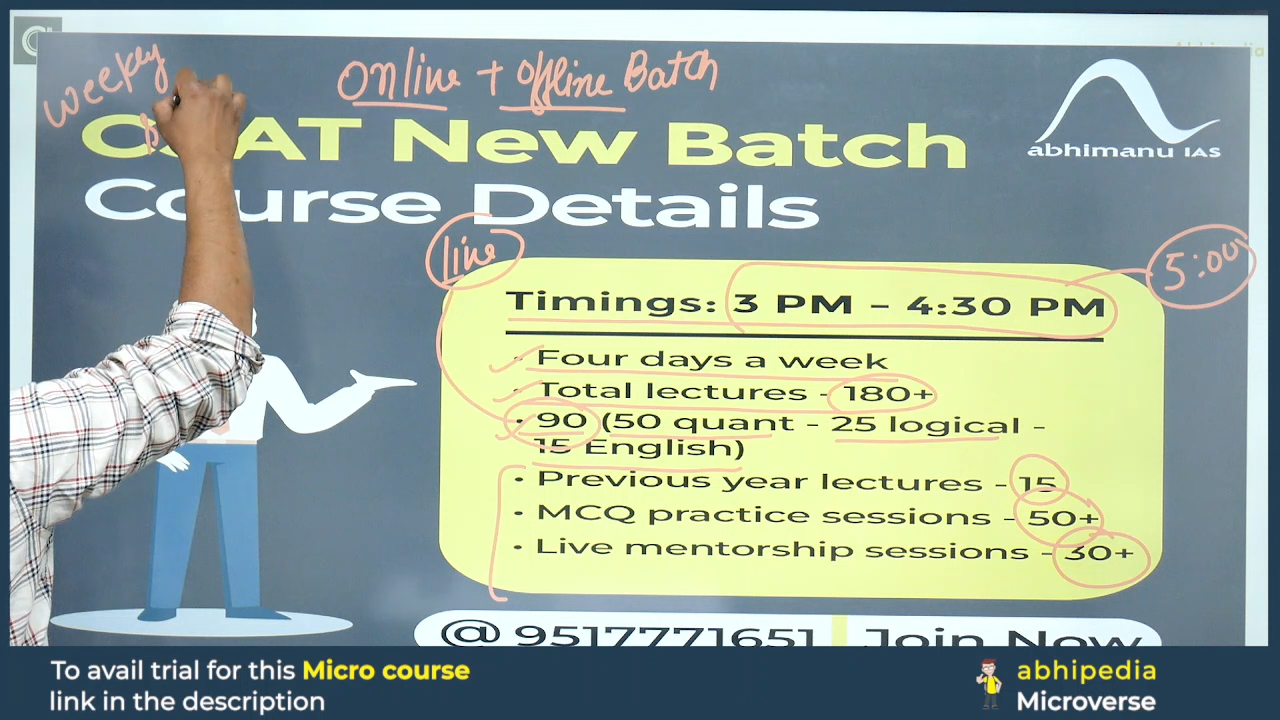 weekly
online + offline Batch
CSAT New Batch
abhimanu IAS
Course Details
line
5:00
Timings: 3 PM – 4:30 PM
• Four days a week
• Total lectures - 180+
• 90 (50 quant - 25 logical -
15 English)
• Previous year lectures - 15
• MCQ practice sessions - 50+
• Live mentorship sessions - 30+
@ 9517771651 Join Now
To avail trial for this Micro course
link in the description
abhipedia
Microverse